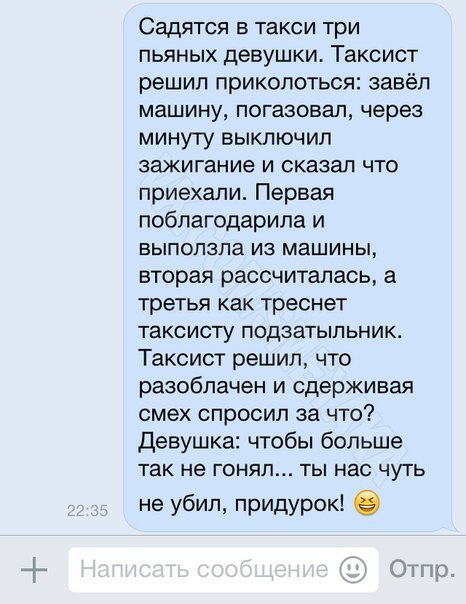 Садятся в такси три
пьяных девушки. Таксист
решил приколоться: завёл
машину, погазовал, через
минуту выключил
зажигание и сказал что
приехали. Первая
поблагодарила и
выползла из машины,
вторая рассчиталась, а
третья как треснет
таксисту подзатыльник.
Таксист решил, что
разоблачен и сдерживая
смех спросил за что?
Девушка: чтобы больше
так не гонял... ты нас чуть
не убил, придурок! 😆
22:35
+ Написать сообщение Отпр.